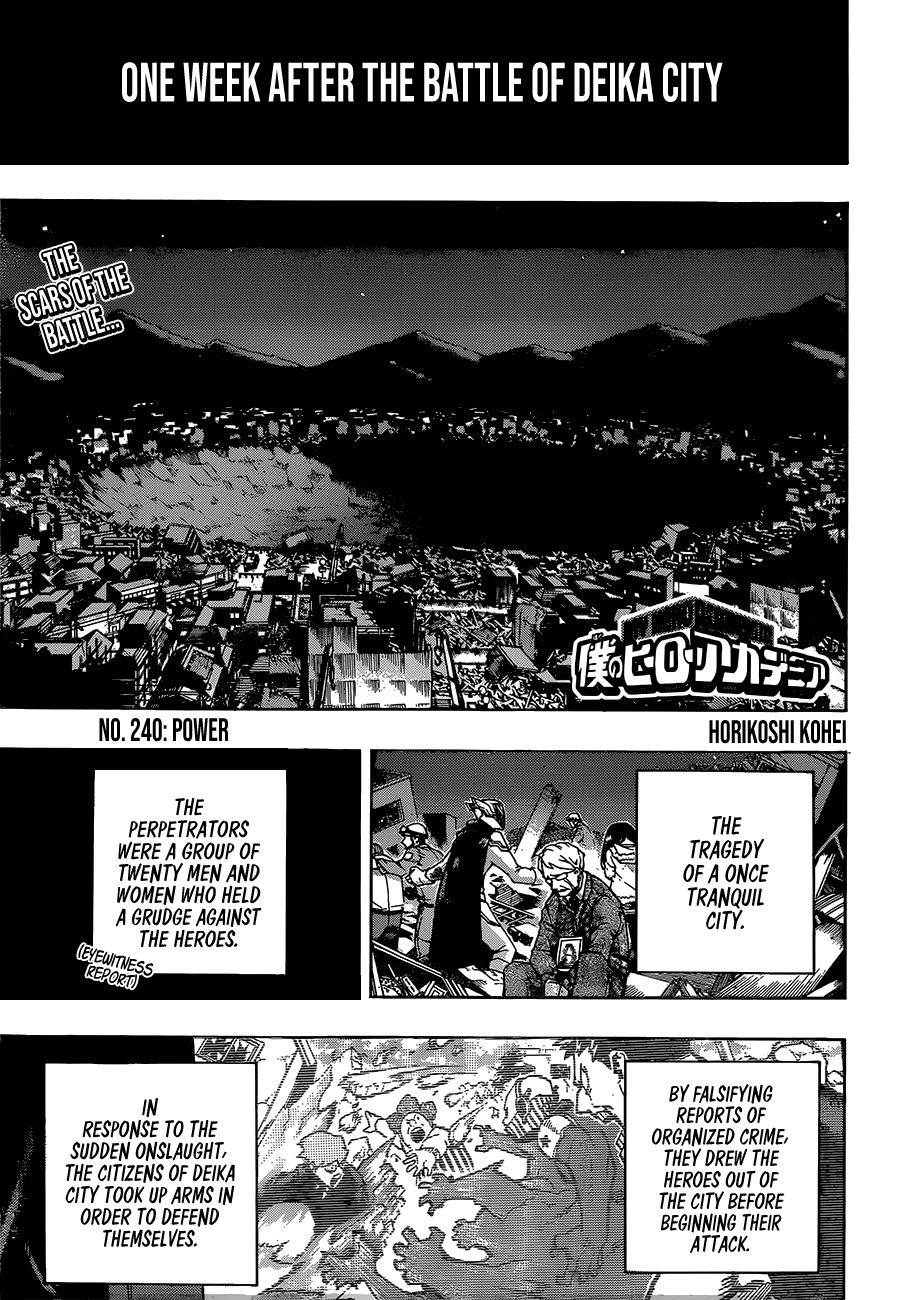 ONE WEEK AFTER THE BATTLE OF DEIKA CITY
THE
SCARS OF THE
BATTLE...
僕のヒーローアカデミア
NO. 240: POWER
HORIKOSHI KOHEI
THE
TRAGEDY
OF A ONCE
TRANQUIL
CITY.
THE
PERPETRATORS
WERE A GROUP OF
TWENTY MEN AND
WOMEN WHO HELD
A GRUDGE AGAINST
THE HEROES.
(EYEWITNESS
REPORT)
BY FALSIFYING
REPORTS OF
ORGANIZED CRIME,
THEY DREW THE
HEROES OUT OF
THE CITY BEFORE
BEGINNING THEIR
ATTACK.
IN
RESPONSE TO THE
SUDDEN ONSLAUGHT,
THE CITIZENS OF DEIKA
CITY TOOK UP ARMS IN
ORDER TO DEFEND
THEMSELVES.